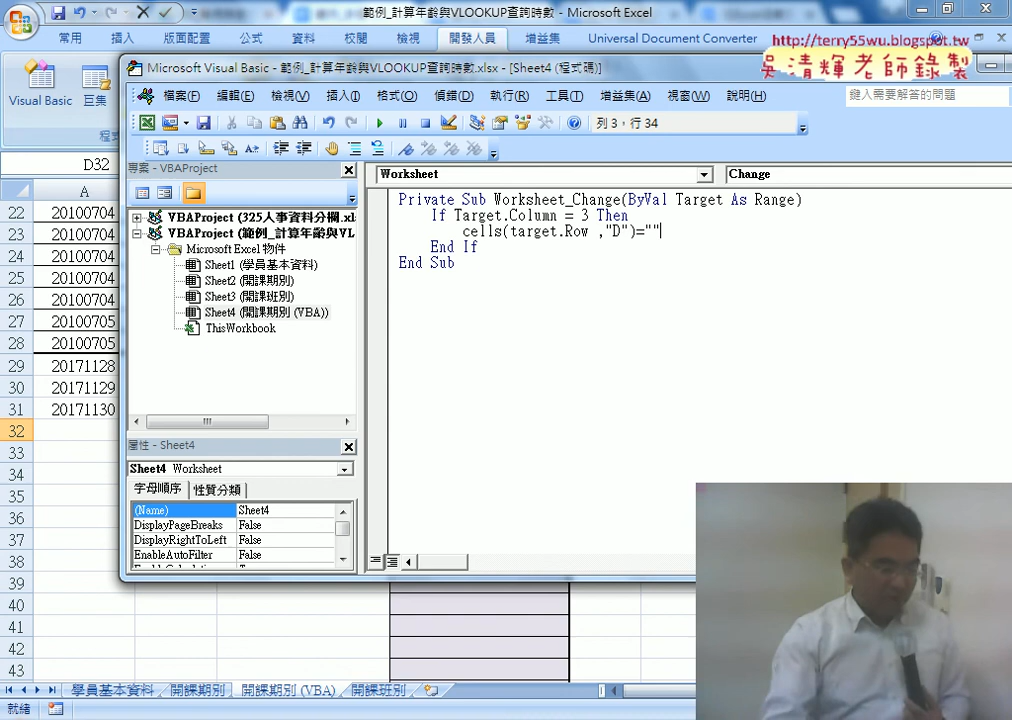 範例_計算年齡與VLOOKUP查詢時數 - Microsoft Excel
常用 插入 版面配置 公式 資料 校閱 檢視 開發人員 增益集 Universal Document Converter
http://terry55wu.blogspot.tw
吳清輝老師錄製
Microsoft Visual Basic - 範例_計算年齡與VLOOKUP查詢時數.xlsx - [Sheet4 (程式碼)]
Visual Basic 巨集
檔案(F) 編輯(E) 檢視(V) 插入(I) 格式(O) 偵錯(D) 執行(R) 工具(T) 增益集(A) 視窗(W) 說明(H) 鍵入需要解答的問題
列 3，行 34
D32
專案 - VBAProject
Worksheet Change
VBAProject (325人事資料分欄.xl
VBAProject (範例_計算年齡與VL
Microsoft Excel 物件
Sheet1 (學員基本資料)
Sheet2 (開課期別)
Sheet3 (開課班別)
Sheet4 (開課期別 (VBA))
ThisWorkbook
Private Sub Worksheet_Change(ByVal Target As Range)
If Target.Column = 3 Then
cells(target.Row ,"D")=""
End If
End Sub
A
22 20100704
23 20100704
24 20100704
25 20100704
26 20100704
27 20100705
28 20100705
29 20171128
30 20171129
31 20171130
32
33
34
35
36
37
38
39
40
41
42
43
屬性 - Sheet4
Sheet4 Worksheet
字母順序 性質分類
(Name) Sheet4
DisplayPageBreaks False
DisplayRightToLeft False
EnableAutoFilter False
學員基本資料 開課期別 開課期別 (VBA) 開課班別
就緒